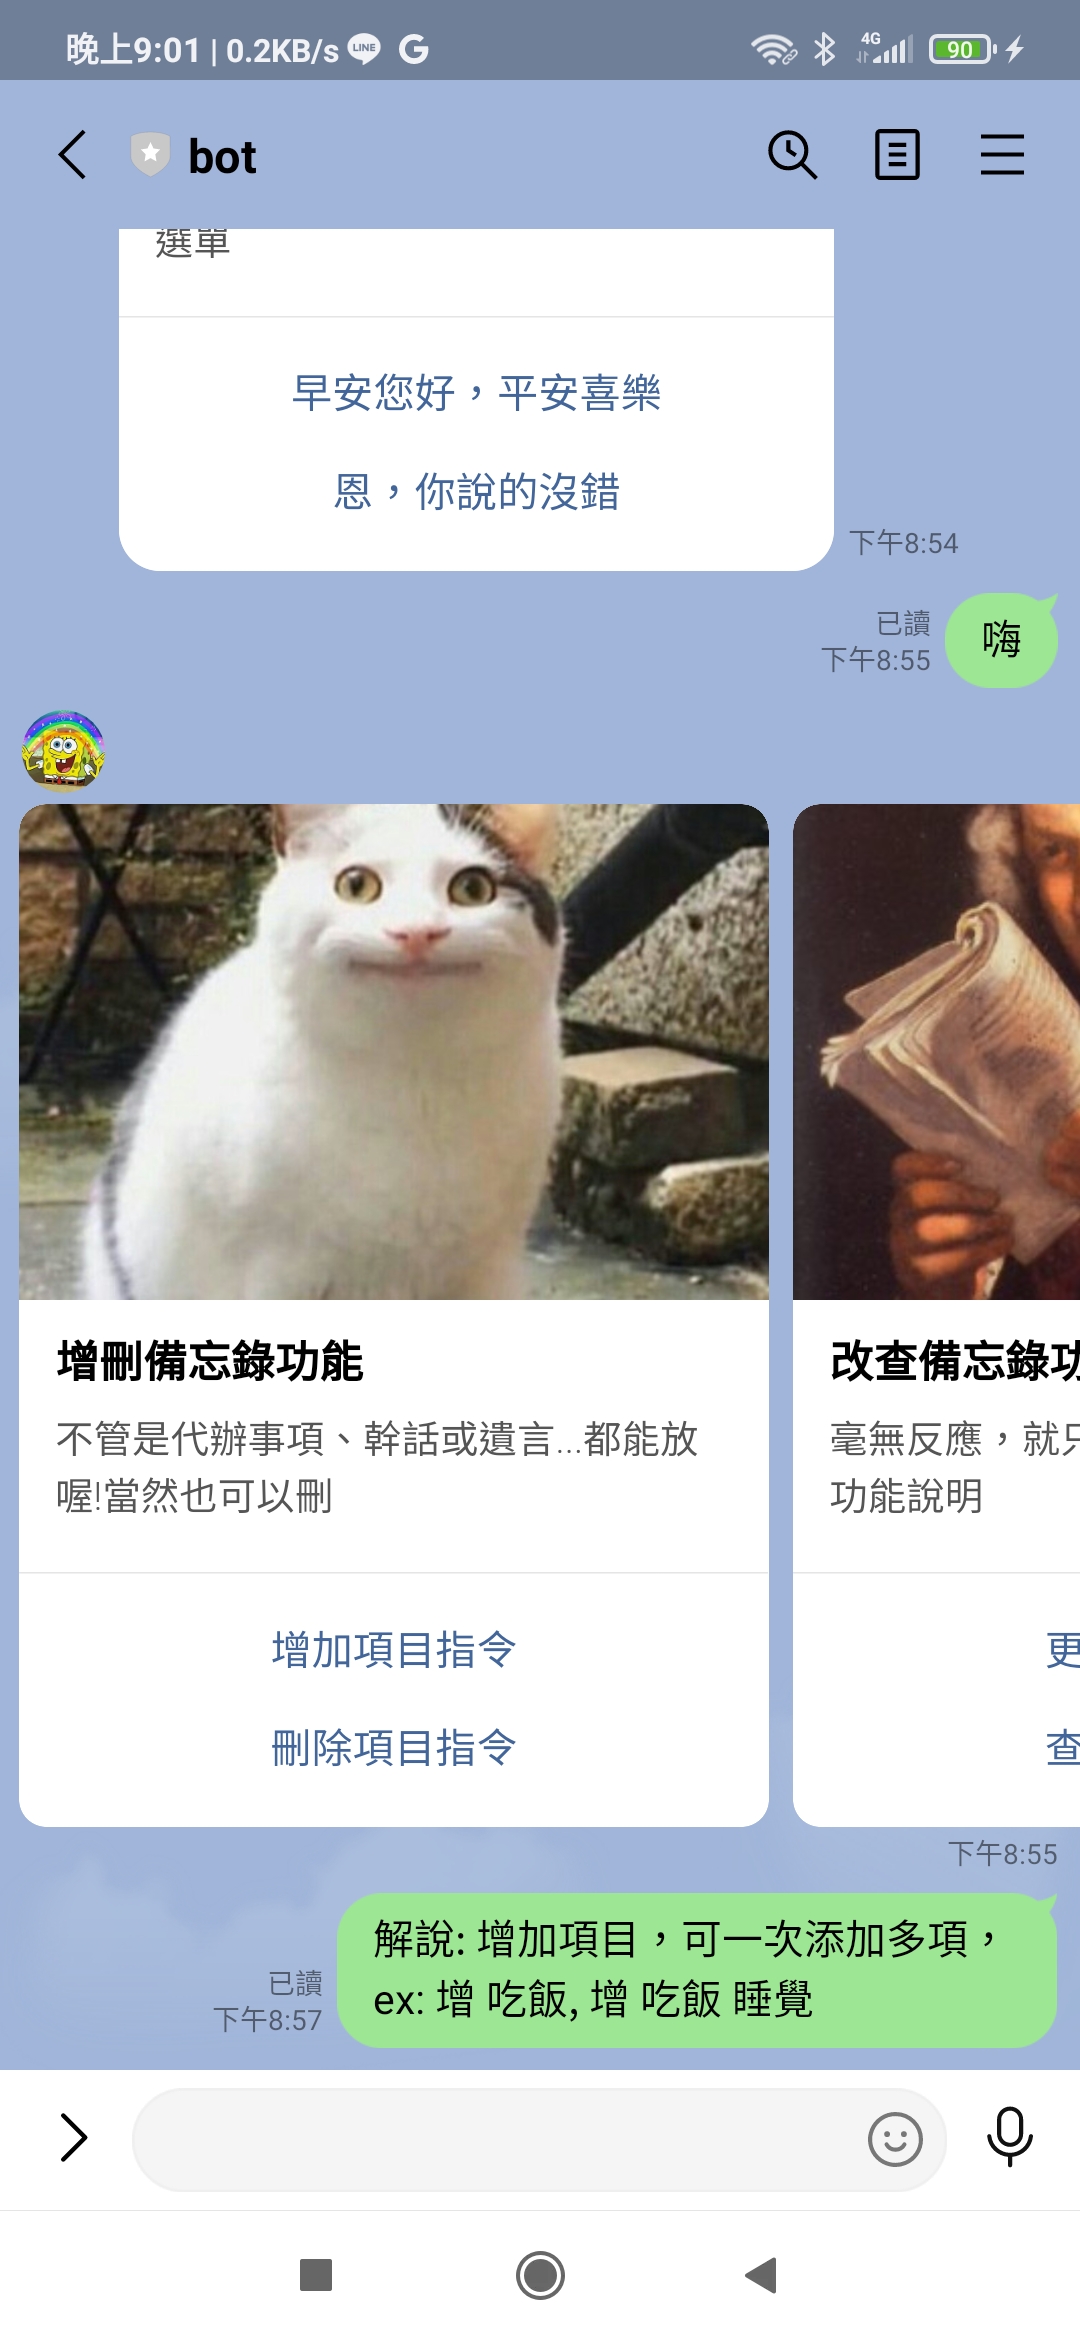 晚上9:01 | 0.2KB/s LINE G 4G 90
bot
選單
早安您好，平安喜樂
恩，你說的沒錯
下午8:54
已讀
下午8:55
嗨
增刪備忘錄功能
不管是代辦事項、幹話或遺言...都能放
喔!當然也可以刪
增加項目指令
刪除項目指令
改查備忘錄功
毫無反應，就只
功能說明
更
查
下午8:55
解說: 增加項目，可一次添加多項，
ex: 增 吃飯, 增 吃飯 睡覺
已讀
下午8:57